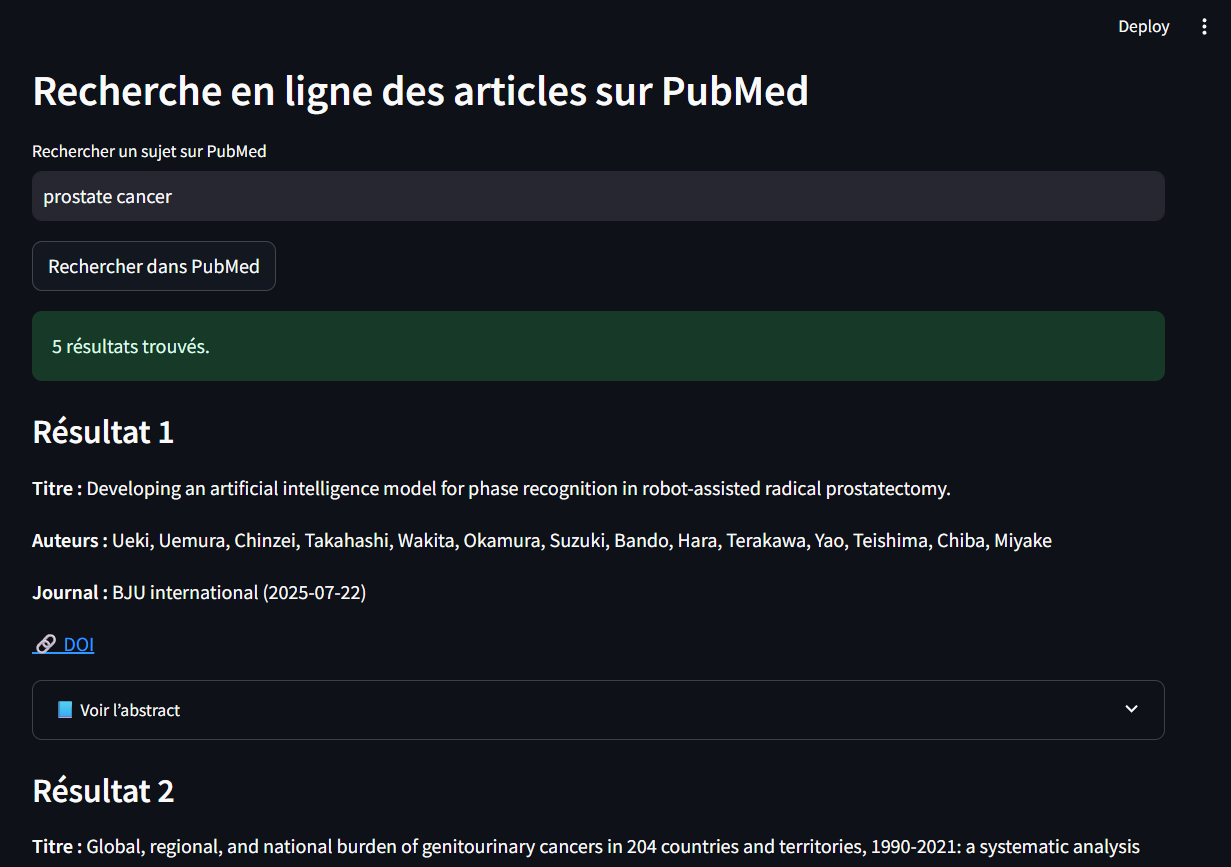 Deploy
Recherche en ligne des articles sur PubMed
Rechercher un sujet sur PubMed
prostate cancer
Rechercher dans PubMed
5 résultats trouvés.
Résultat 1
Titre : Developing an artificial intelligence model for phase recognition in robot-assisted radical prostatectomy.
Auteurs : Ueki, Uemura, Chinzei, Takahashi, Wakita, Okamura, Suzuki, Bando, Hara, Terakawa, Yao, Teishima, Chiba, Miyake
Journal : BJU international (2025-07-22)
DOI
Voir l’abstract
Résultat 2
Titre : Global, regional, and national burden of genitourinary cancers in 204 countries and territories, 1990-2021: a systematic analysis